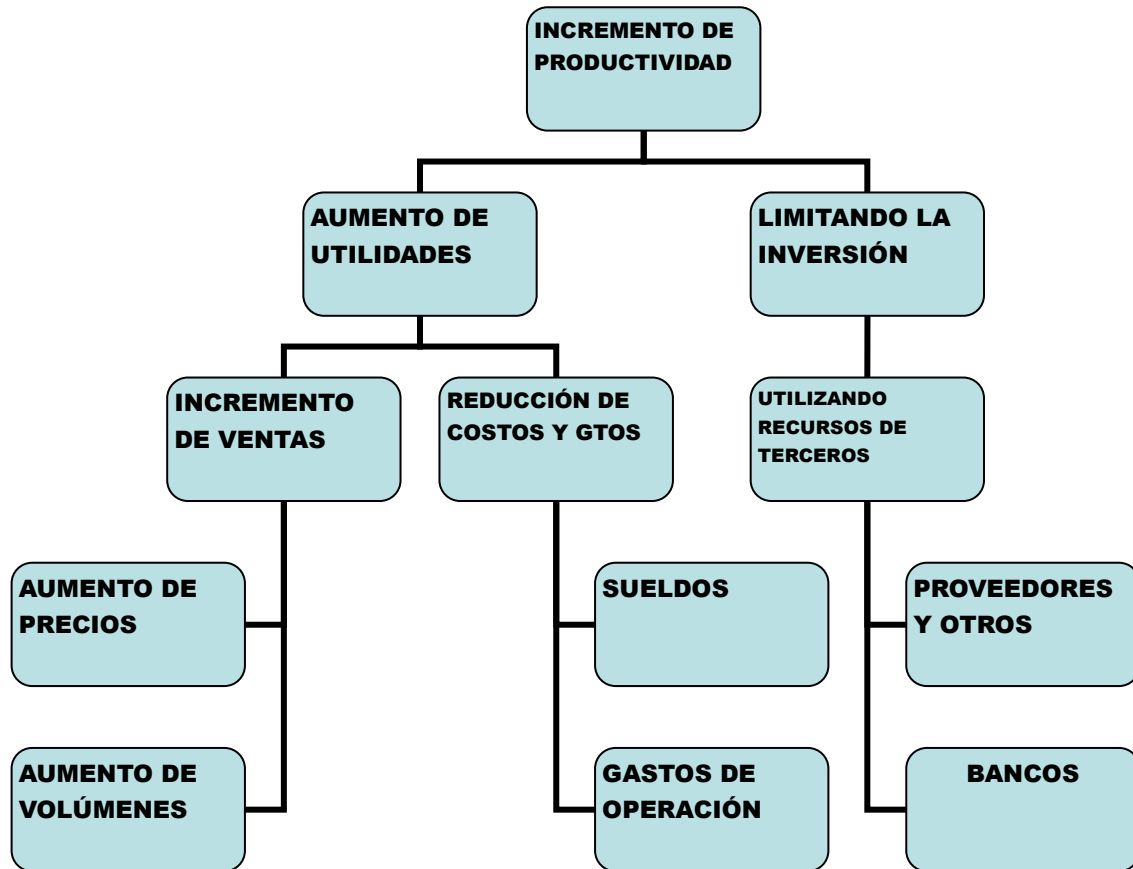 INCREMENTO DE
PRODUCTIVIDAD
AUMENTO DE
UTILIDADES
LIMITANDO LA
INVERSIÓN
INCREMENTO
DE VENTAS
REDUCCIÓN DE
COSTOS Y GTOS
UTILIZANDO
RECURSOS DE
TERCEROS
AUMENTO DE
PRECIOS
SUELDOS
PROVEEDORES
Y OTROS
AUMENTO DE
VOLÚMENES
GASTOS DE
OPERACIÓN
BANCOS